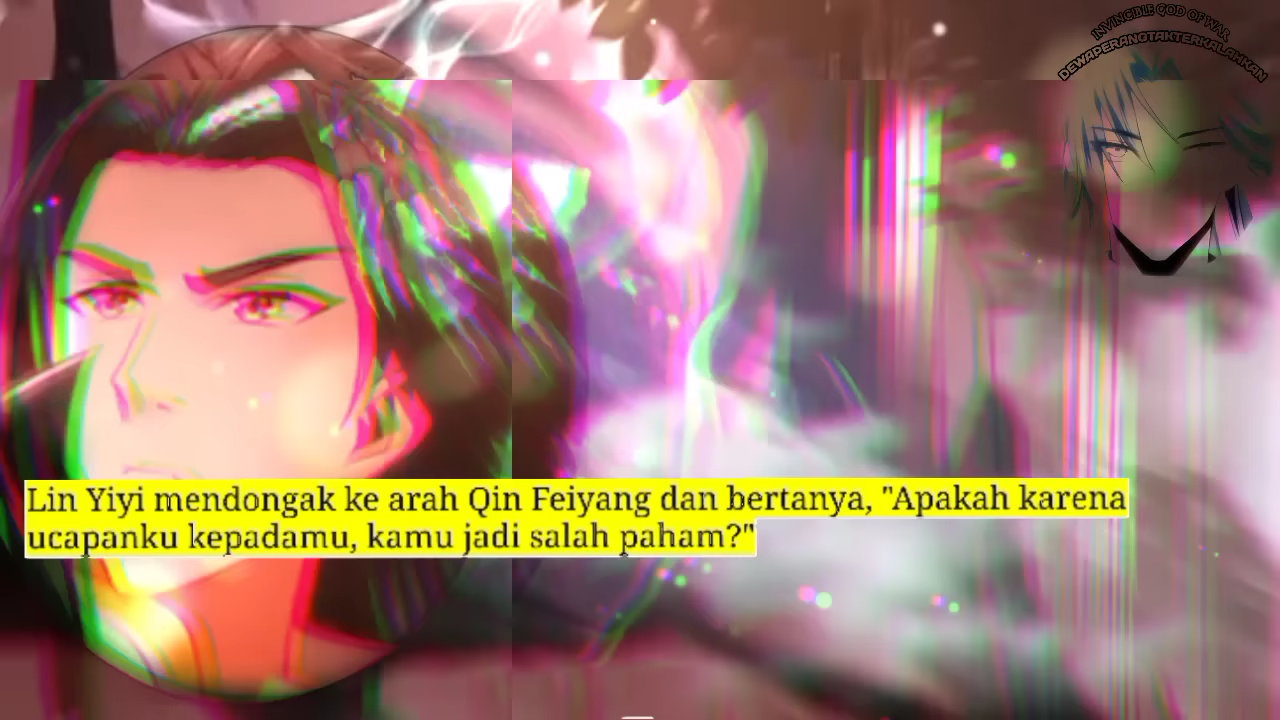 INVINCIBLE GOD OF WAR
DEWAPERANGTAKTERKALAHKAN
Lin Yiyi mendongak ke arah Qin Feiyang dan bertanya, "Apakah karena
ucapanku kepadamu, kamu jadi salah paham?"